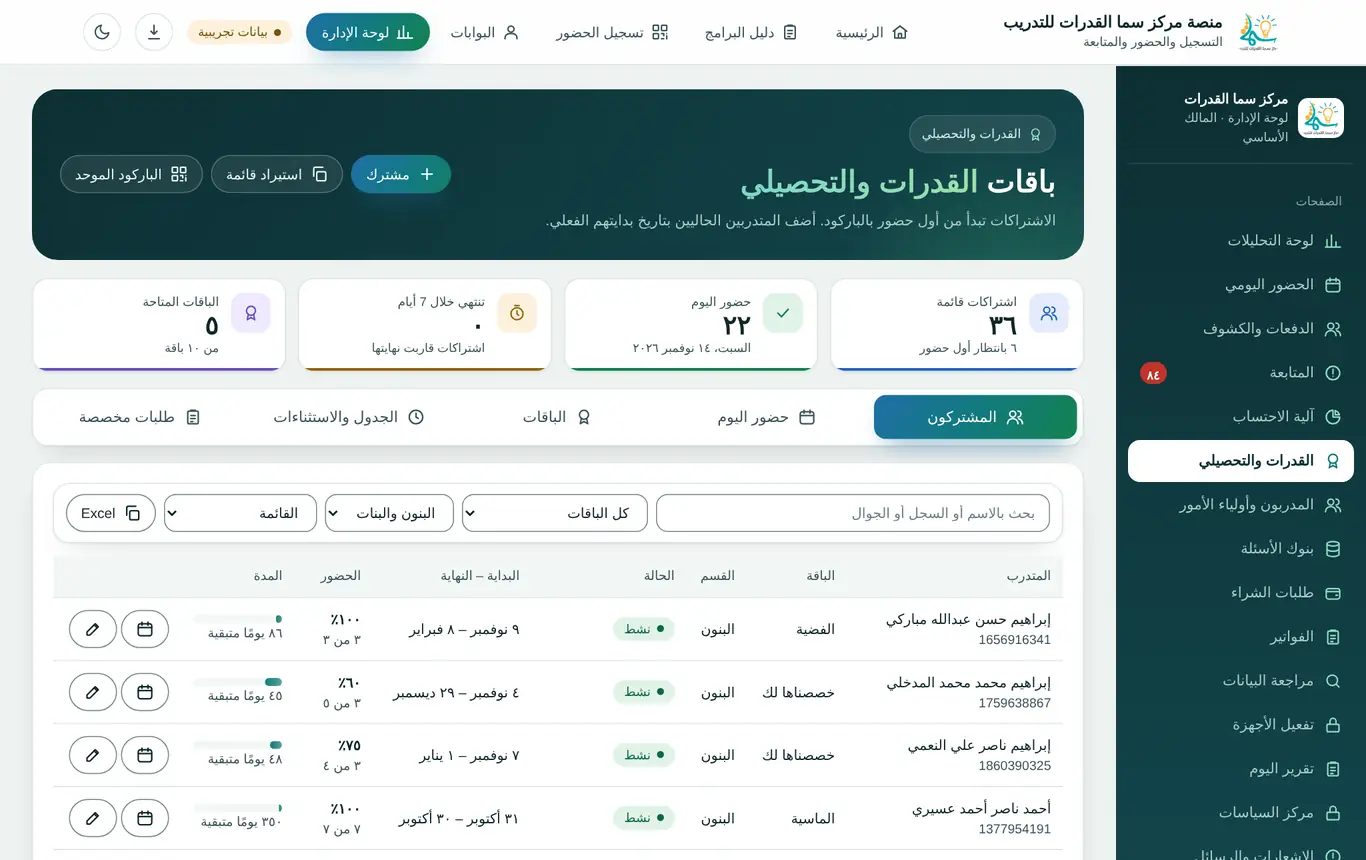 منصة مركز سما القدرات للتدريب
التسجيل والحضور والمتابعة
الرئيسية
دليل البرامج
تسجيل الحضور
البوابات
لوحة الإدارة
بيانات تجريبية
مركز سما القدرات
لوحة الإدارة · المالك
الأساسي
الصفحات
لوحة التحليلات
الحضور اليومي
الدفعات والكشوف
المتابعة
٨٤
آلية الاحتساب
القدرات والتحصيلي
المدربون وأولياء الأمور
بنوك الأسئلة
طلبات الشراء
الفواتير
مراجعة البيانات
تفعيل الأجهزة
تقرير اليوم
مركز السياسات
الإشعارات والرسائل
القدرات والتحصيلي
باقات القدرات والتحصيلي
الاشتراكات تبدأ من أول حضور بالباركود. أضف المتدربين الحاليين بتاريخ بدايتهم الفعلي.
مشترك
استيراد قائمة
الباركود الموحد
اشتراكات قائمة
٣٦
٦ بانتظار أول حضور
حضور اليوم
٢٢
السبت، ١٤ نوفمبر ٢٠٢٦
تنتهي خلال 7 أيام
٠
اشتراكات قاربت نهايتها
الباقات المتاحة
٥
من ١٠ باقة
المشتركون
حضور اليوم
الباقات
الجدول والاستثناءات
طلبات مخصصة
بحث بالاسم أو السجل أو الجوال
كل الباقات
البنون والبنات
القائمة
Excel
المتدرب الباقة القسم الحالة البداية – النهاية الحضور المدة
إبراهيم حسن عبدالله مباركي
1656916341
الفضية
البنون
نشط
٩ نوفمبر – ٨ فبراير
٪١٠٠
٣ من ٣
٨٦ يومًا متبقية
إبراهيم محمد محمد المدخلي
1759638867
خصصناها لك
البنون
نشط
٤ نوفمبر – ٢٩ ديسمبر
٪٦٠
٣ من ٥
٤٥ يومًا متبقية
إبراهيم ناصر علي النعمي
1860390325
خصصناها لك
البنون
نشط
٧ نوفمبر – ١ يناير
٪٧٥
٣ من ٤
٤٨ يومًا متبقية
أحمد ناصر أحمد عسيري
1377954191
الماسية
البنون
نشط
٣١ أكتوبر – ٣٠ أكتوبر
٪١٠٠
٧ من ٧
٣٥٠ يومًا متبقية